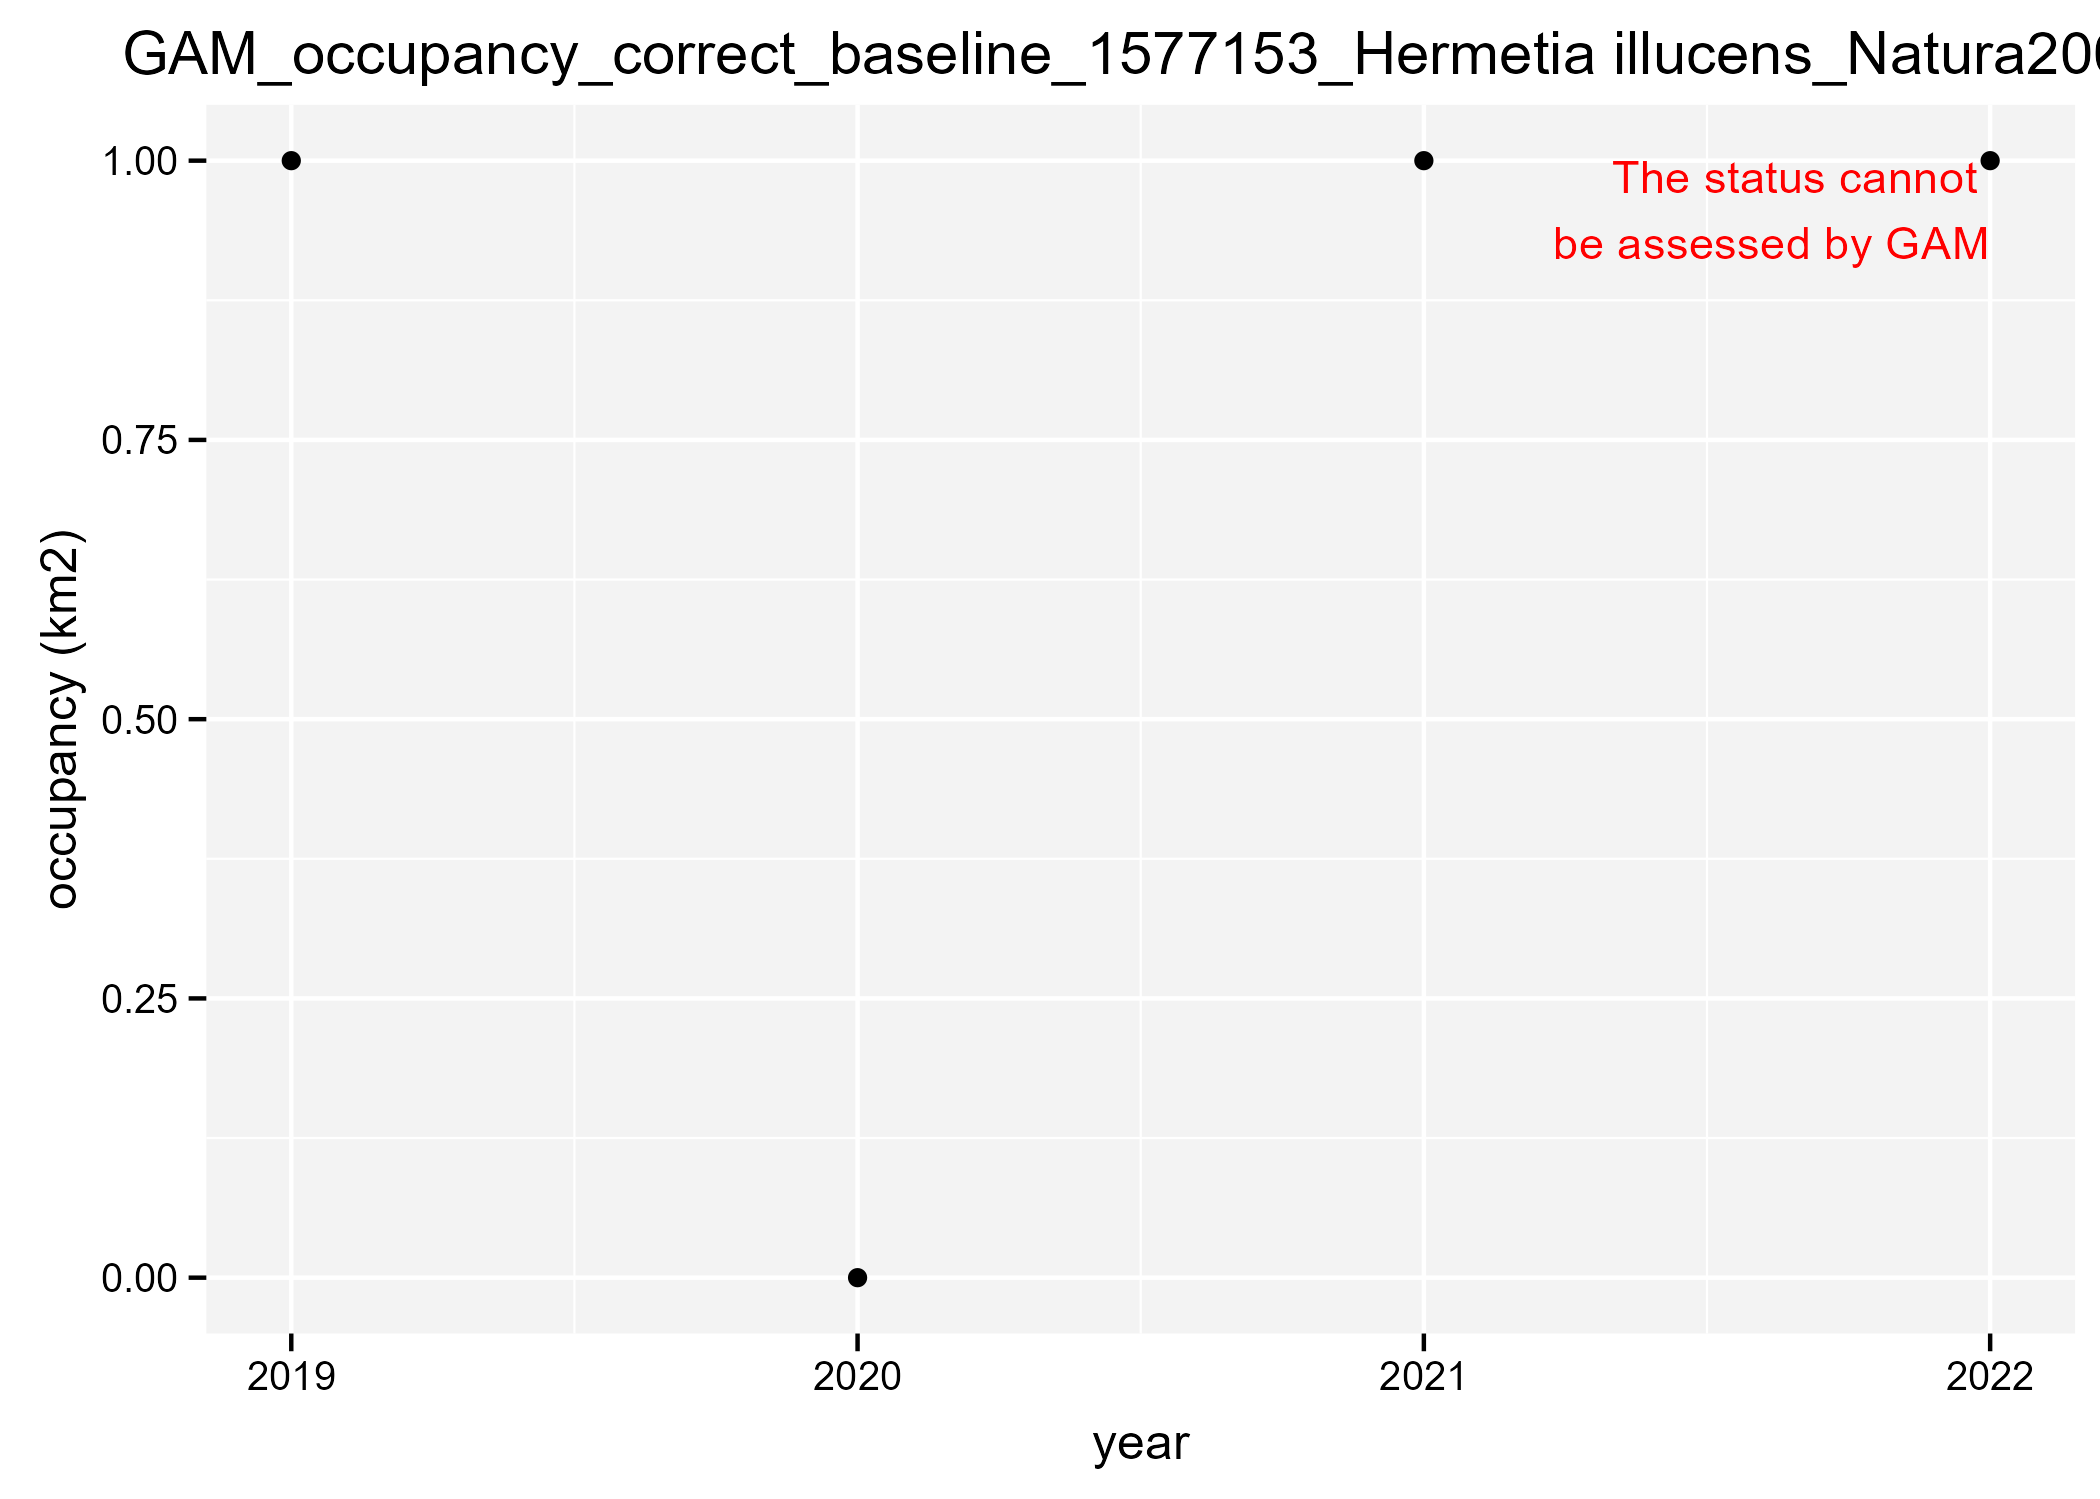 GAM_occupancy_correct_baseline_1577153_Hermetia illucens_Natura20
1.00
The status cannot
be assessed by GAM
0.75
0.50
0.25
0.00
occupancy (km2)
2019 2020 2021 2022
year